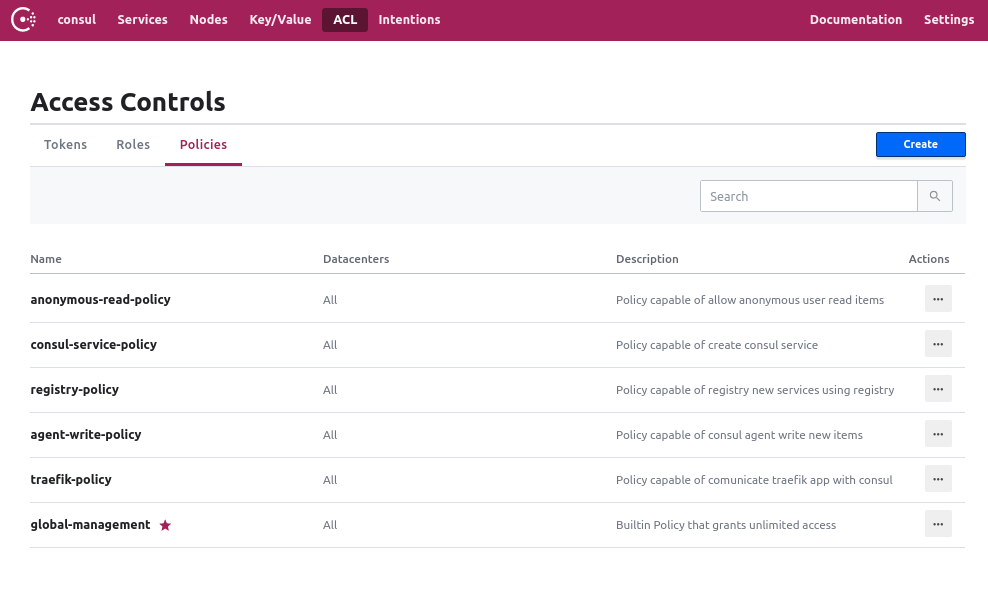 consul Services Nodes Key/Value ACL Intentions Documentation Settings
Access Controls
Tokens Roles Policies Create
Search
Name Datacenters Description Actions
anonymous-read-policy All Policy capable of allow anonymous user read items
consul-service-policy All Policy capable of create consul service
registry-policy All Policy capable of registry new services using registry
agent-write-policy All Policy capable of consul agent write new items
traefik-policy All Policy capable of comunicate traefik app with consul
global-management All Builtin Policy that grants unlimited access